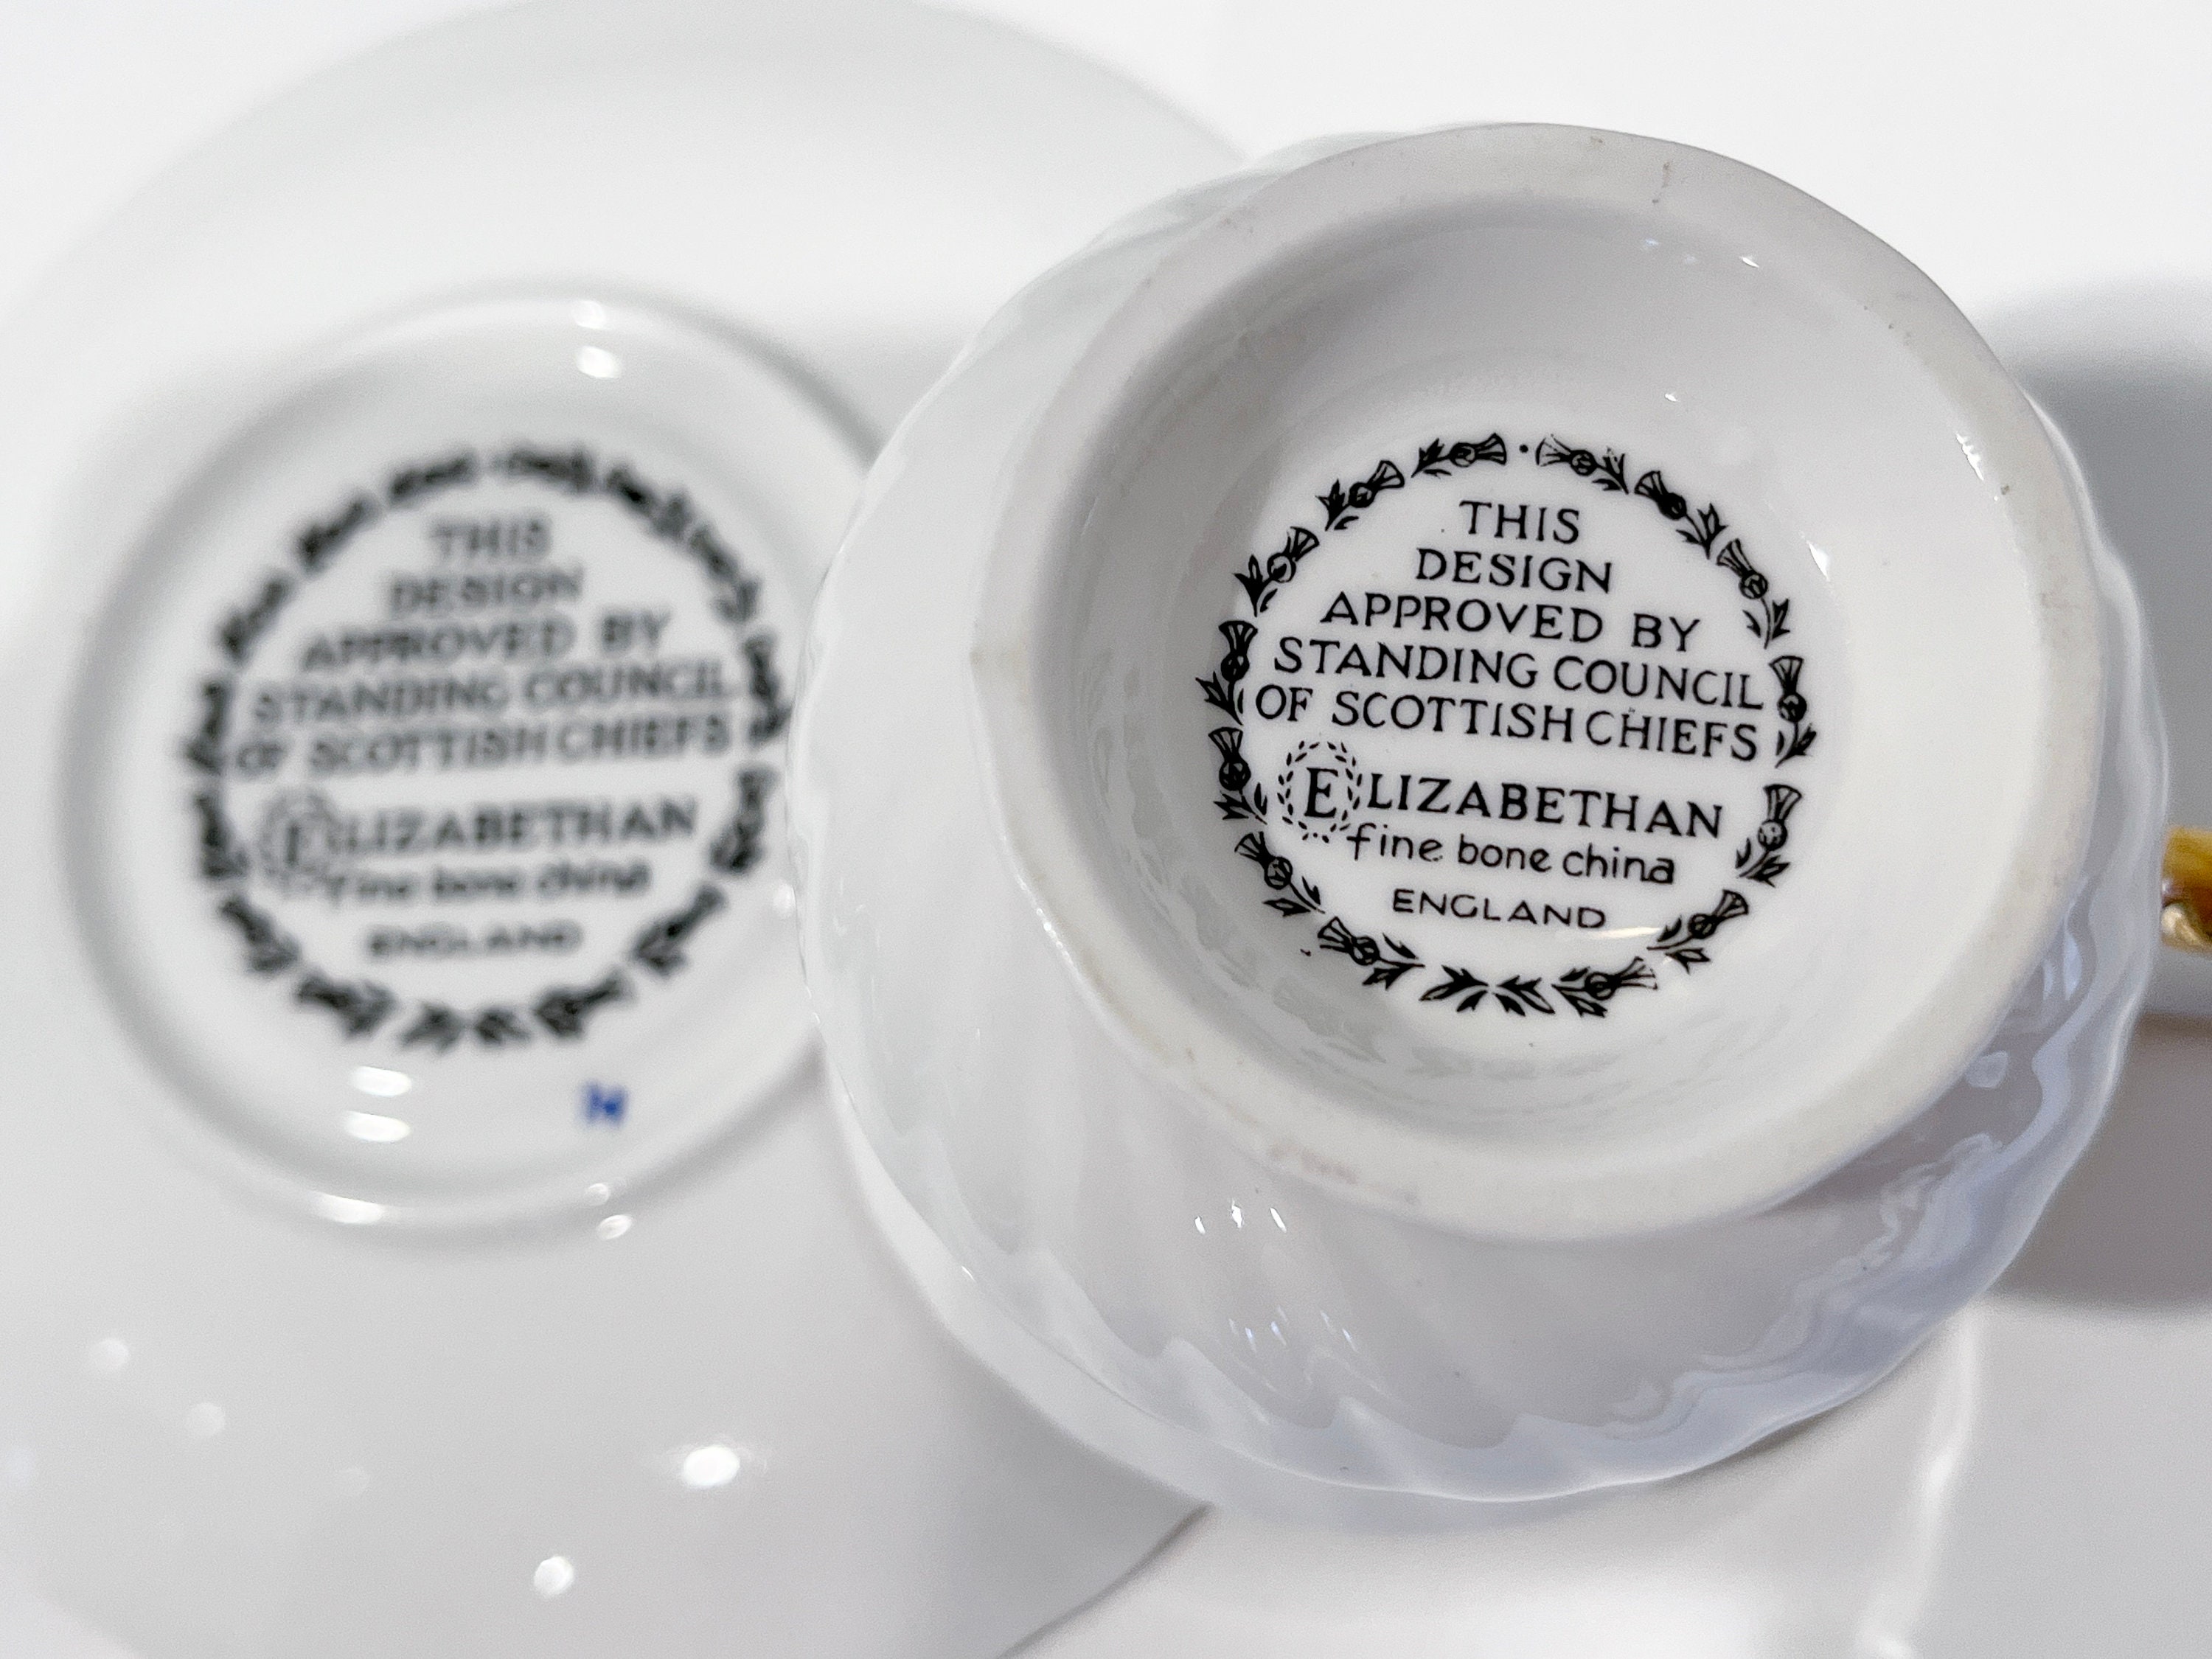 THIS
DESIGN
APPROVED BY
STANDING COUNCIL
OF SCOTTISH CHIEFS
ELIZABETHAN
fine bone china
ENGLAND
N
THIS
DESIGN
APPROVED BY
STANDING COUNCIL
OF SCOTTISH CHIEFS
ELIZABETHAN
fine bone china
ENGLAND